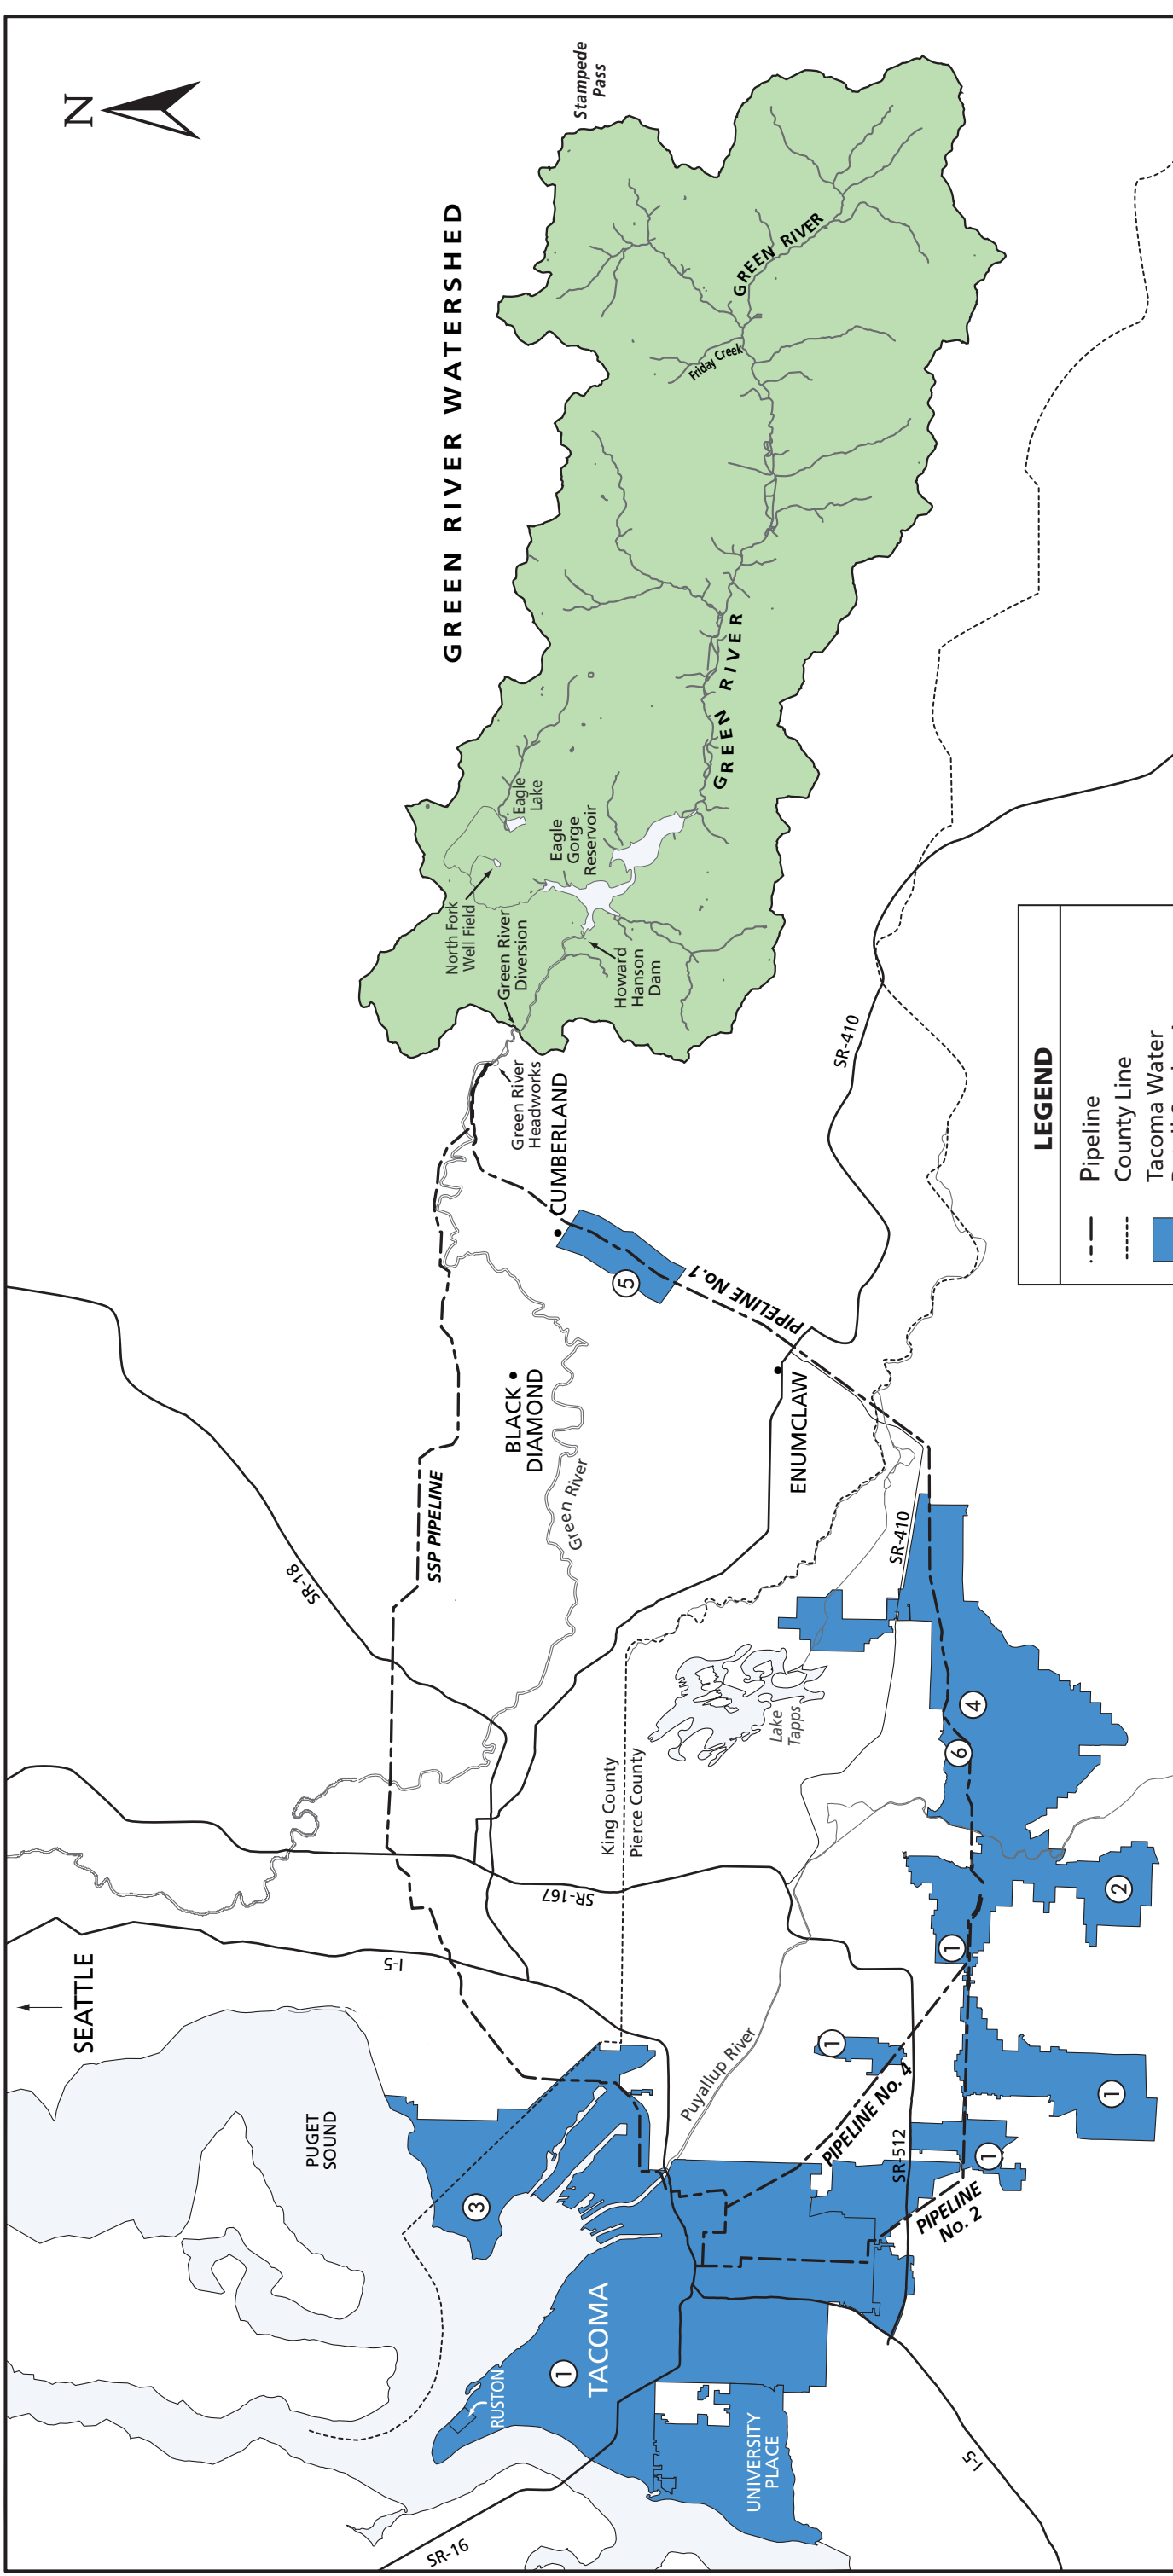 N
Stampede
Pass
GREEN RIVER WATERSHED
GREEN RIVER
Friday Creek
GREEN RIVER
Eagle
Lake
Eagle
Gorge
Reservoir
North Fork
Well Field
Green River
Diversion
Howard
Hanson
Dam
Green River
Headworks
CUMBERLAND
SR-410
5
PIPELINE No.1
BLACK
DIAMOND
ENUMCLAW
SSP PIPELINE
Green River
SR-18
SR-410
Lake
Tapps
4
6
King County
Pierce County
SR-167
2
1
I-5
SEATTLE
PUGET
SOUND
Puyallup River
1
PIPELINE No. 4
1
SR-512
1
PIPELINE
No. 2
3
TACOMA
1
RUSTON
UNIVERSITY
PLACE
SR-16
I-5
LEGEND
Pipeline
County Line
Tacoma Water